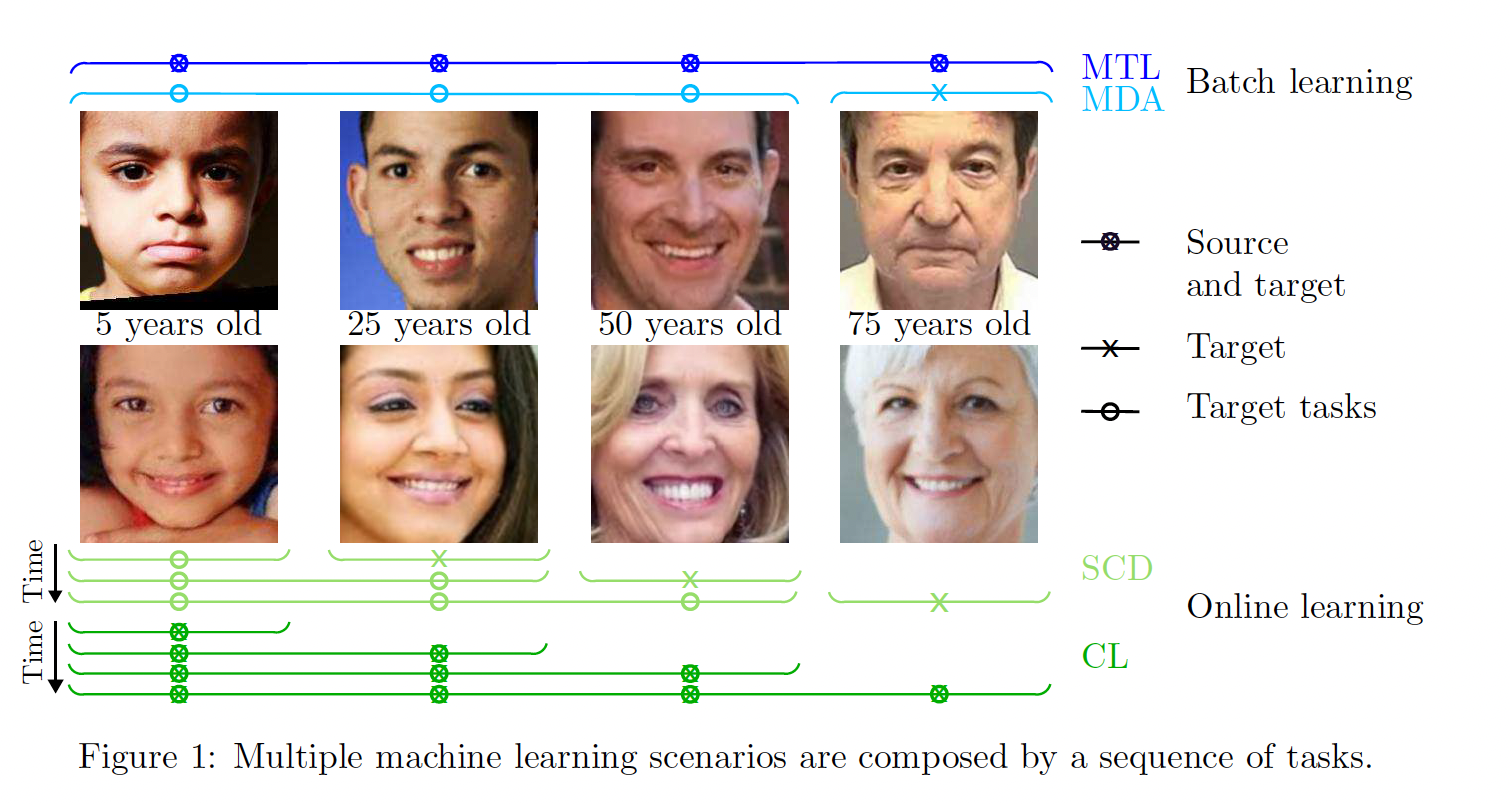 MTL
MDA
Batch learning
5 years old
25 years old
50 years old
75 years old
Source
and target
Target
Target tasks
Time
SCD
Online learning
Time
CL
Figure 1: Multiple machine learning scenarios are composed by a sequence of tasks.